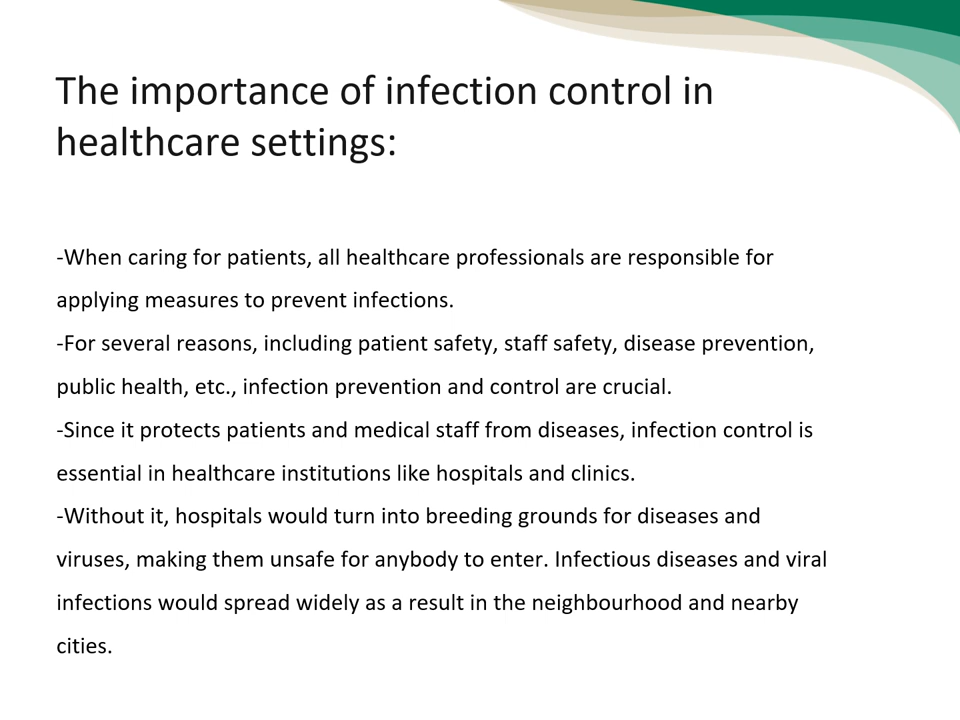 The importance of infection control in
healthcare settings:
-When caring for patients, all healthcare professionals are responsible for
applying measures to prevent infections.
-For several reasons, including patient safety, staff safety, disease prevention,
public health, etc., infection prevention and control are crucial.
-Since it protects patients and medical staff from diseases, infection control is
essential in healthcare institutions like hospitals and clinics.
-Without it, hospitals would turn into breeding grounds for diseases and
viruses, making them unsafe for anybody to enter. Infectious diseases and viral
infections would spread widely as a result in the neighbourhood and nearby
cities.